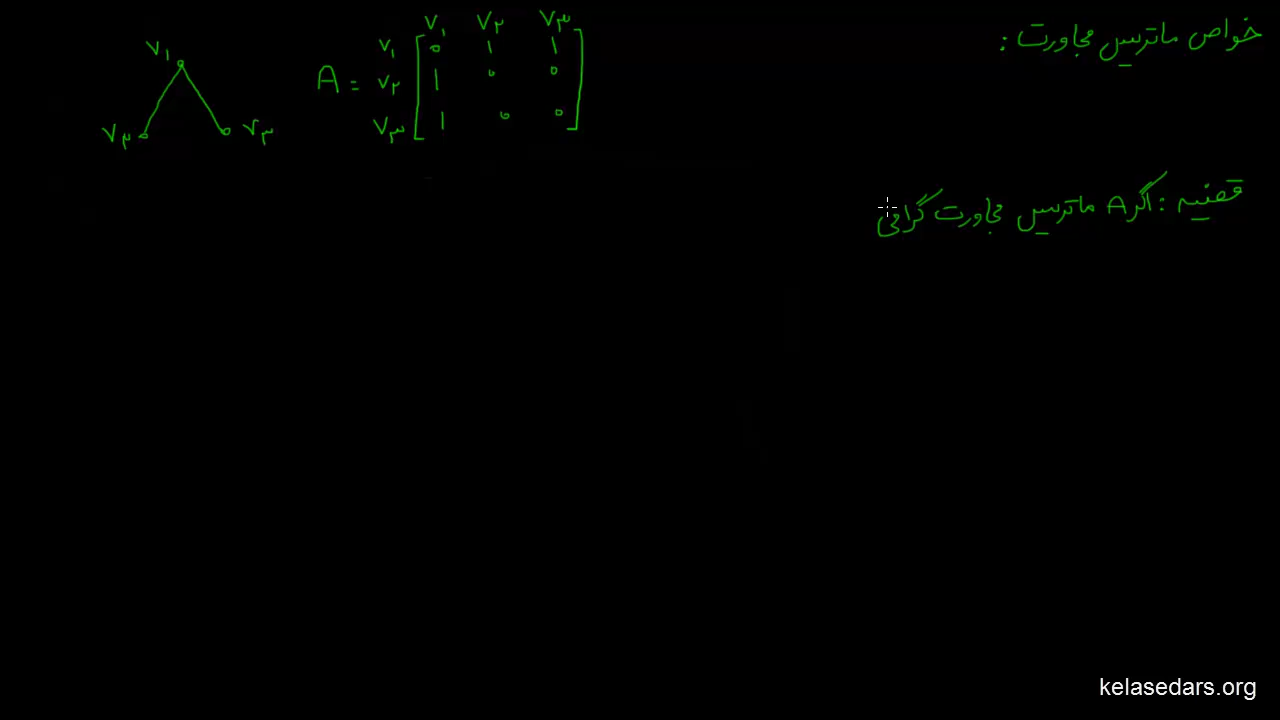 خواص ماتریس مجاورت :
قضیه : اگر A ماتریس مجاورت گرافی
V۱
V۳ V۳
V۱ V۲ V۳
A = V۱ [ ۰ ۱ ۱ ]
V۲ [ ۱ ۰ ۰ ]
V۳ [ ۱ ۰ ۰ ]
kelasedars.org